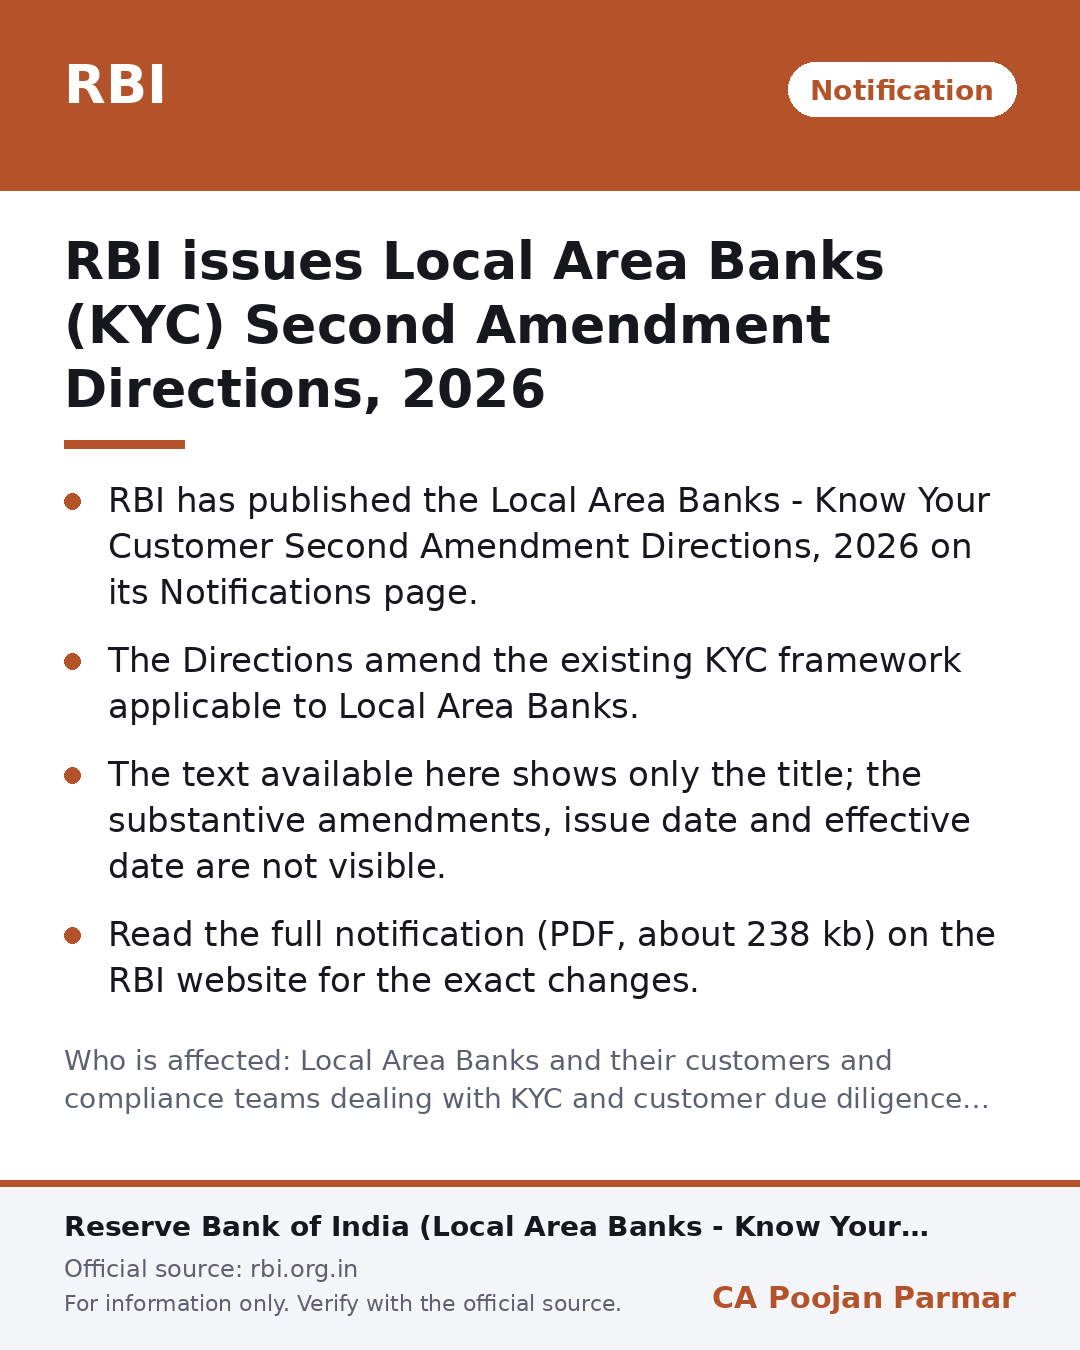 RBI
Notification
RBI issues Local Area Banks
(KYC) Second Amendment
Directions, 2026
RBI has published the Local Area Banks - Know Your
Customer Second Amendment Directions, 2026 on
its Notifications page.
The Directions amend the existing KYC framework
applicable to Local Area Banks.
The text available here shows only the title; the
substantive amendments, issue date and effective
date are not visible.
Read the full notification (PDF, about 238 kb) on the
RBI website for the exact changes.
Who is affected: Local Area Banks and their customers and
compliance teams dealing with KYC and customer due diligence…
Reserve Bank of India (Local Area Banks - Know Your…
Official source: rbi.org.in
For information only. Verify with the official source.
CA Poojan Parmar